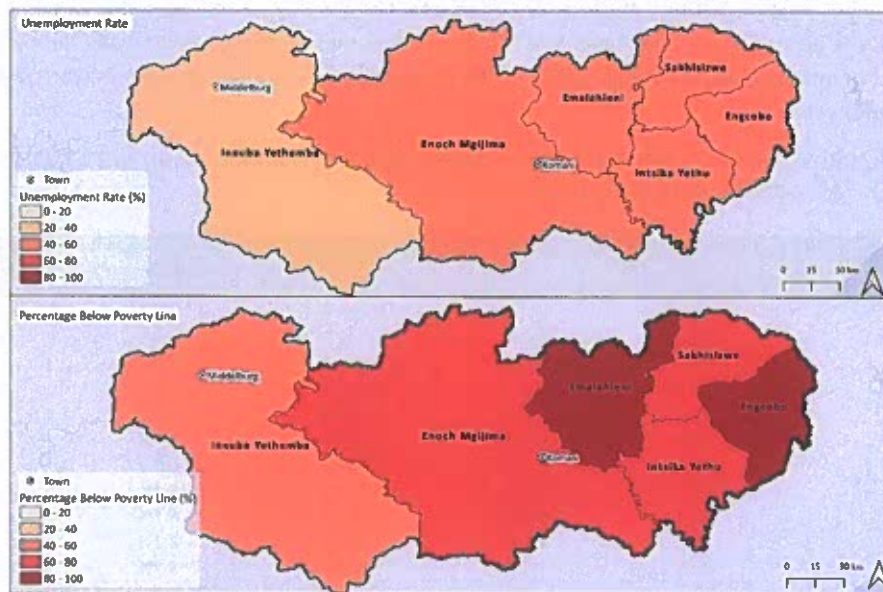 Unemployment Rate
Middelburg
Sakhisizwe
Emalahleni
Engcobo
Enoch Mgijima
Inxuba Yethemba
Komani
Intsika Yethu
Town
Unemployment Rate (%)
0 - 20
20 - 40
40 - 60
60 - 80
80 - 100
0 15 30 km
Percentage Below Poverty Line
Middelburg
Sakhisizwe
Emalahleni
Engcobo
Enoch Mgijima
Inxuba Yethemba
Komani
Intsika Yethu
Town
Percentage Below Poverty Line (%)
0 - 20
20 - 40
40 - 60
60 - 80
80 - 100
0 15 30 km